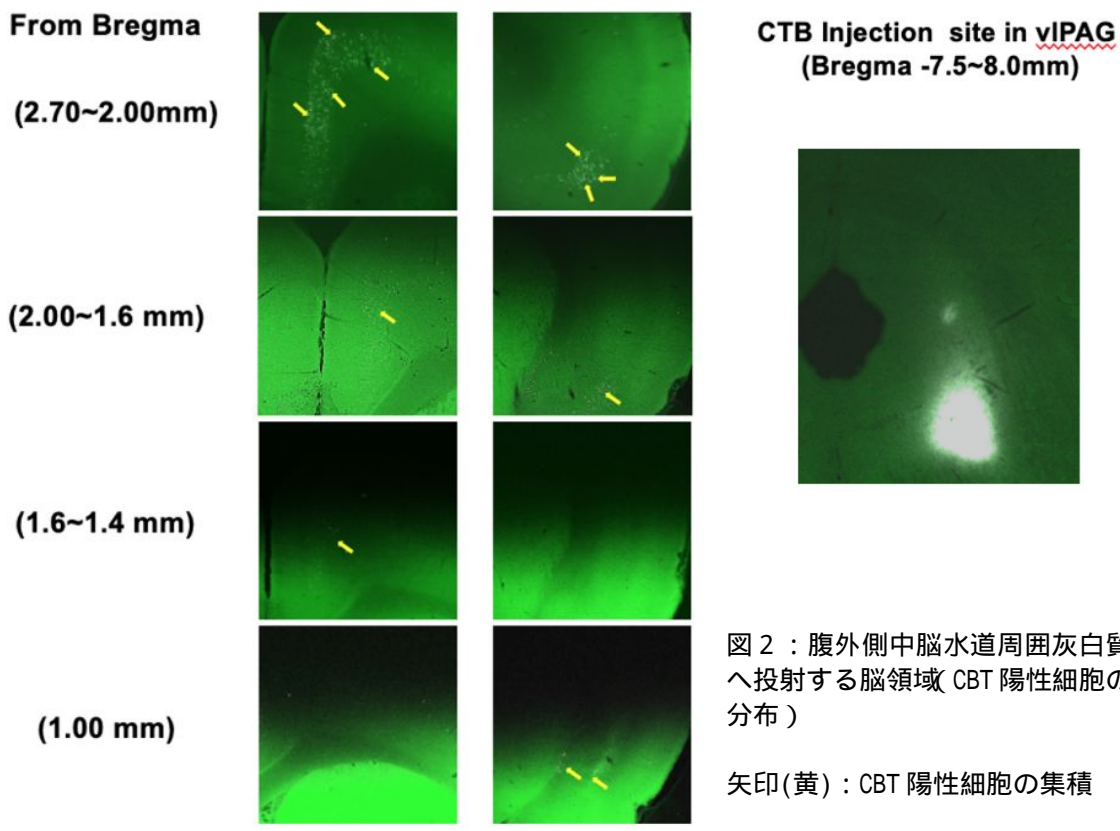 From Bregma
(2.70~2.00mm)
(2.00~1.6 mm)
(1.6~1.4 mm)
(1.00 mm)
CTB Injection site in vlPAG
(Bregma -7.5~8.0mm)
図２：腹外側中脳水道周囲灰白質
へ投射する脳領域(CBT陽性細胞の
分布)
矢印(黄)：CBT陽性細胞の集積